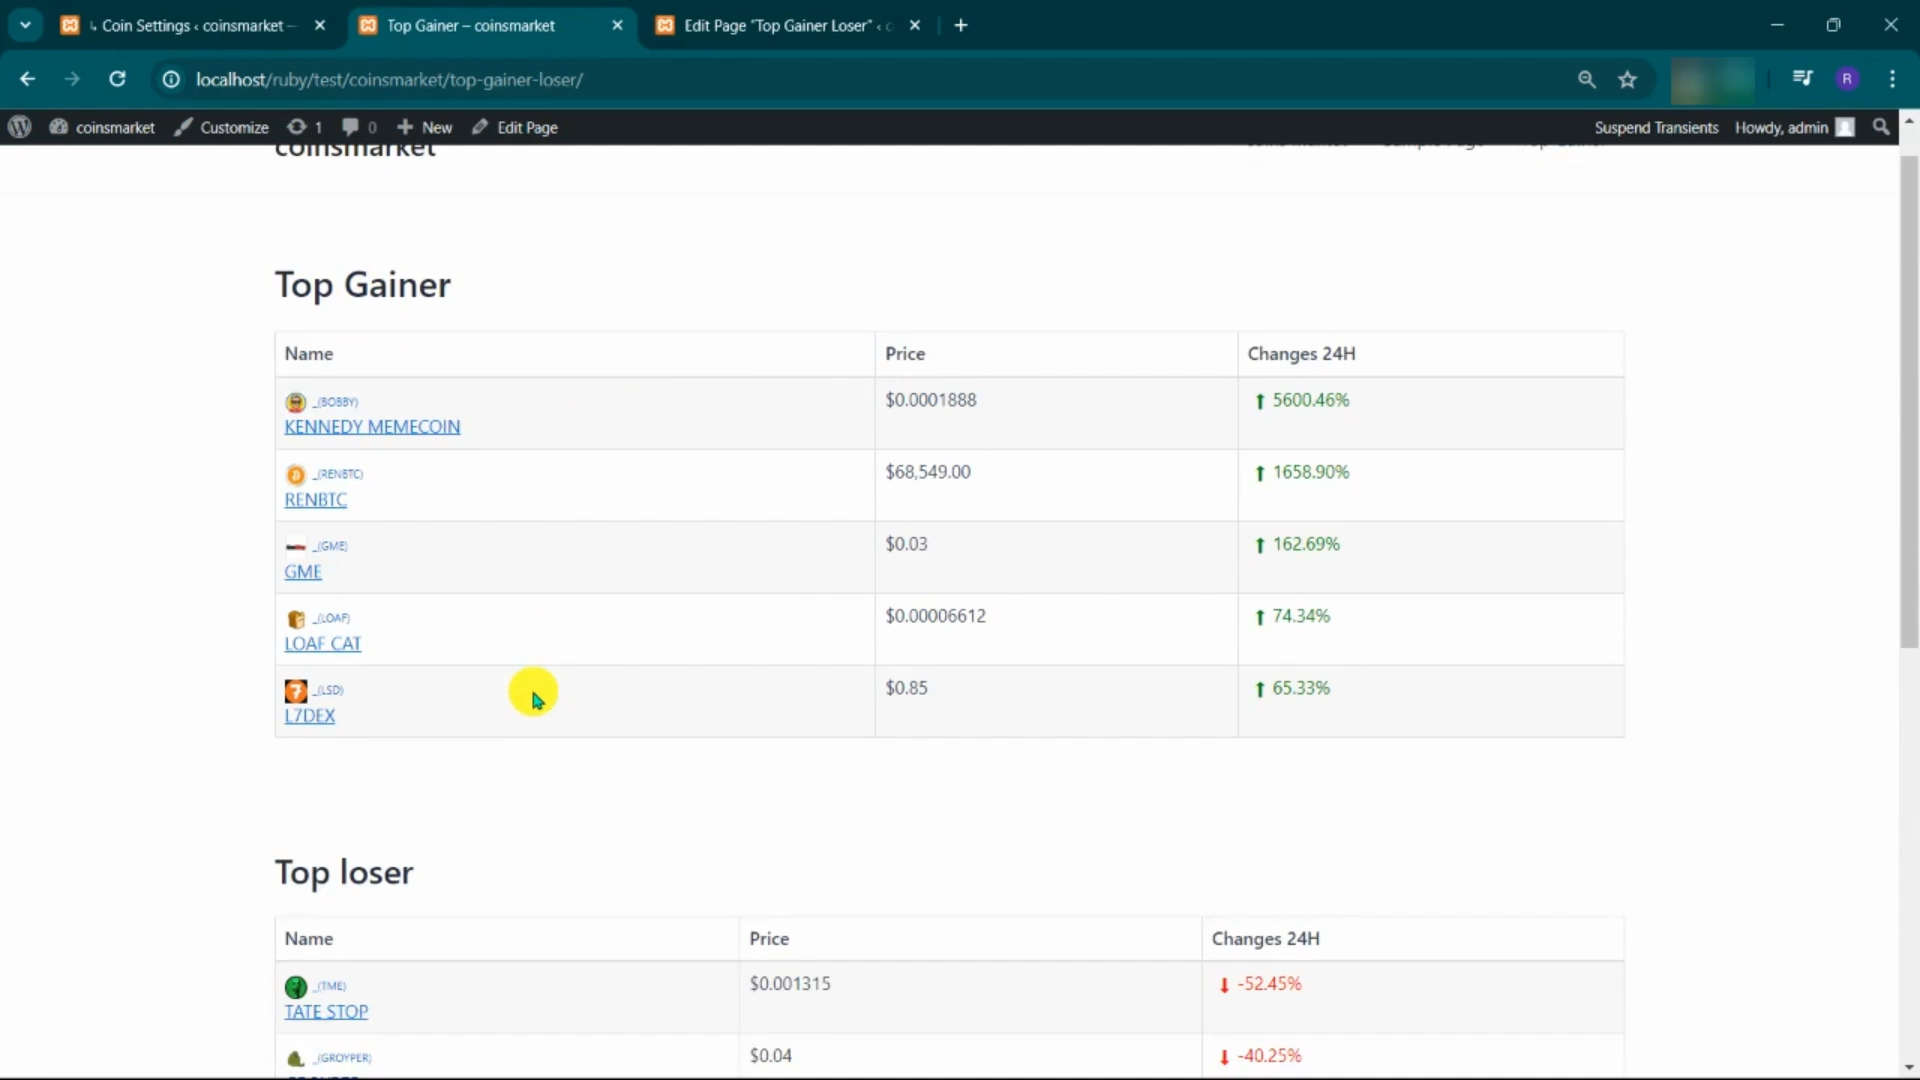 Coin Settings ‹ coinsmarket —
Top Gainer – coinsmarket
Edit Page "Top Gainer Loser" ‹ c
localhost/ruby/test/coinsmarket/top-gainer-loser/
R
coinsmarket
Customize
1
0
New
Edit Page
Suspend Transients
Howdy, admin
coinsmarket
Top Gainer
Name Price Changes 24H
_(BOBBY)
KENNEDY MEMECOIN
$0.0001888
5600.46%
_(RENBTC)
RENBTC
$68,549.00
1658.90%
_(GME)
GME
$0.03
162.69%
_(LOAF)
LOAF CAT
$0.00006612
74.34%
_(LSD)
L7DEX
$0.85
65.33%
Top loser
Name Price Changes 24H
_(TME)
TATE STOP
$0.001315
-52.45%
_(GROYPER)
$0.04
-40.25%